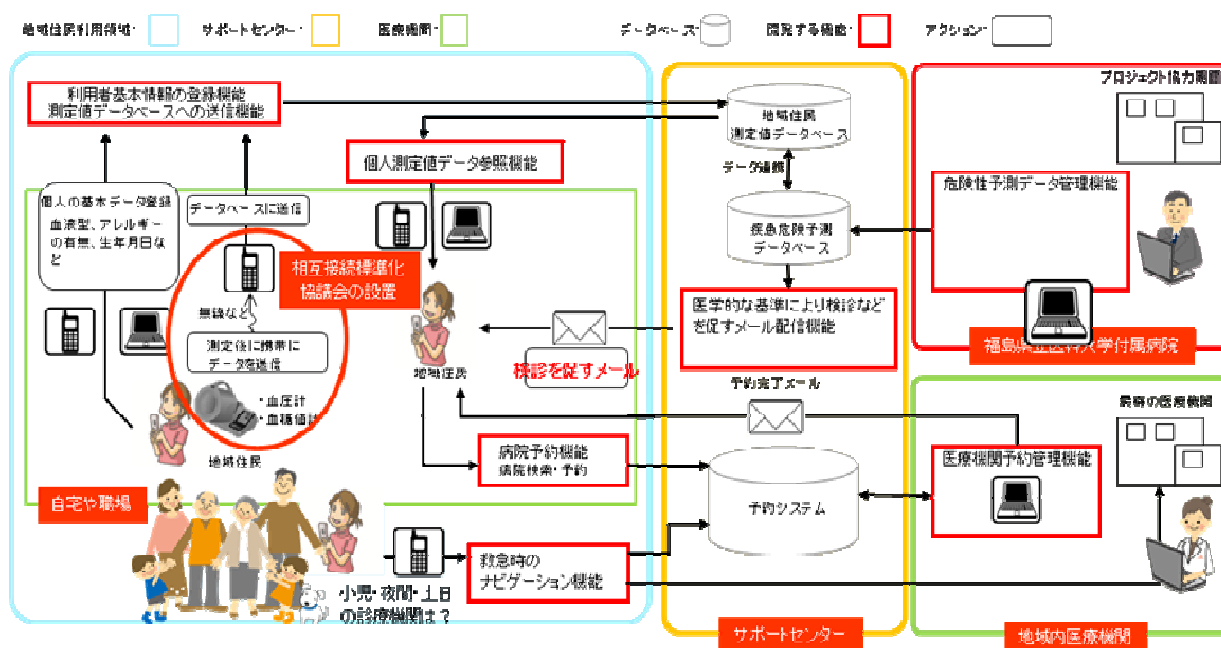 地域住民利用領域：
サポートセンター：
医療機関：
データベース：
開発する機能：
アクション：
利用者基本情報の登録機能
測定値データベースへの送信機能
個人測定値データ参照機能
個人の基本データ登録
血液型、アレルギー
の有無、生年月日な
ど
データベースに送信
相互接続標準化
協議会の設置
無線など
測定後に携帯に
データを送信
・血圧計
・血糖値計
地域住民
自宅や職場
地域住民
検診を促すメール
病院予約機能
病院検索・予約
救急時の
ナビゲーション機能
小児・夜間・土日
の診療機関は？
地域住民
測定値データベース
データ連携
疾患危険予測
データベース
医学的な基準により検診など
を促すメール配信機能
予約完了メール
予約システム
サポートセンター
プロジェクト協力機関
危険性予測データ管理機能
福島県立医科大学付属病院
最寄の医療機関
医療機関予約管理機能
地域内医療機関